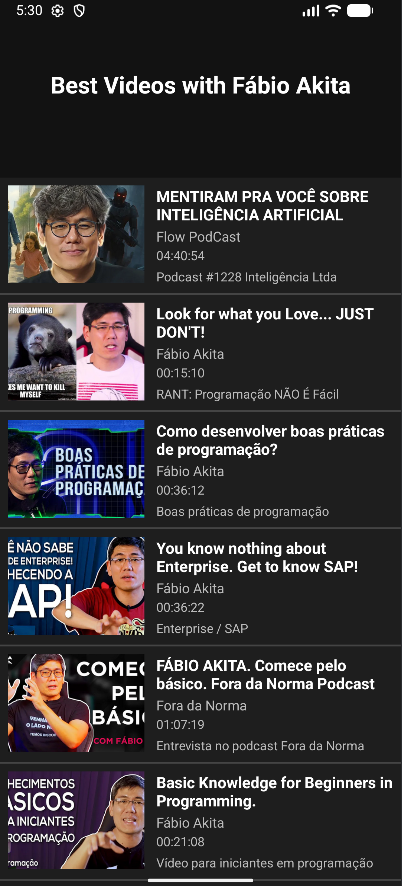 5:30
Best Videos with Fábio Akita
MENTIRAM PRA VOCÊ SOBRE
INTELIGÊNCIA ARTIFICIAL
Flow PodCast
04:40:54
Podcast #1228 Inteligência Ltda
PROGRAMMING
ES ME WANT TO KILL
MYSELF
Look for what you Love... JUST
DON'T!
Fábio Akita
00:15:10
RANT: Programação NÃO É Fácil
BOAS
PRÁTICAS DE
PROGRAMAÇ
Como desenvolver boas práticas
de programação?
Fábio Akita
00:36:12
Boas práticas de programação
Ê NÃO SABE
DE ENTERPRISE!
HECENDO A
AP!
You know nothing about
Enterprise. Get to know SAP!
Fábio Akita
00:36:22
Enterprise / SAP
COMEÇ
PEL
BÁSIC
COM FÁBIO
FÁBIO AKITA. Comece pelo
básico. Fora da Norma Podcast
Fora da Norma
01:07:19
Entrevista no podcast Fora da Norma
HECIMENTOS
ÁSICOS
A INICIANTES
ROGRAMAÇÃO
ramação
Basic Knowledge for Beginners in
Programming.
Fábio Akita
00:21:08
Vídeo para iniciantes em programação